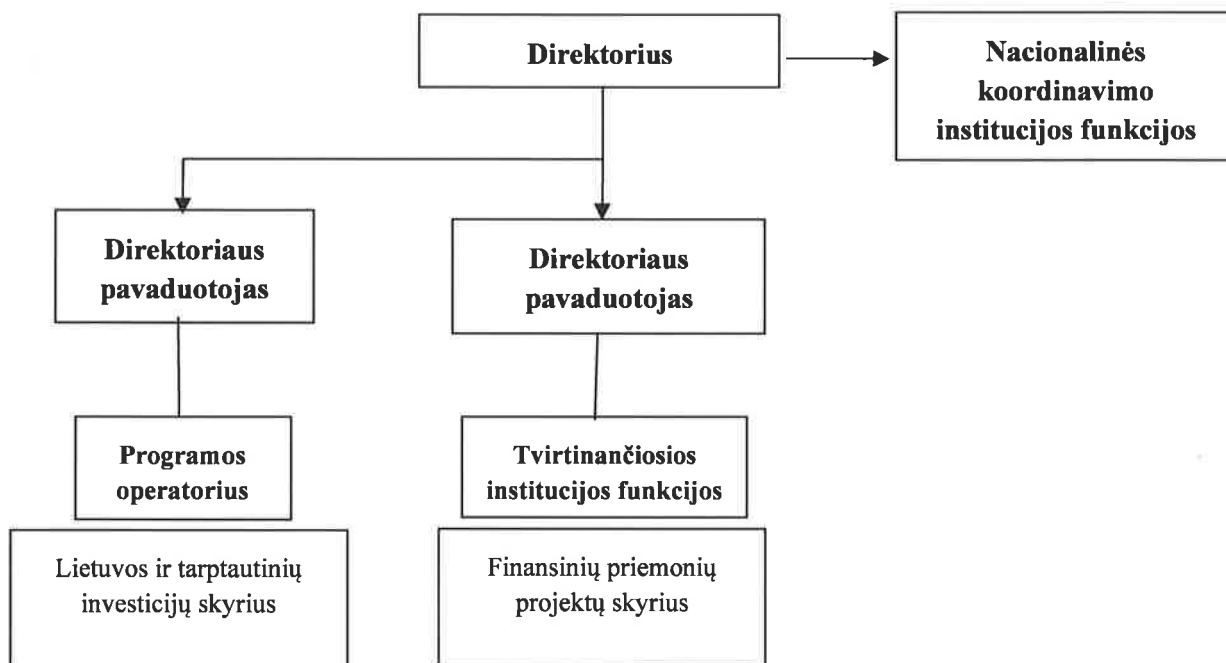 Direktorius
Nacionalinės
koordinavimo
institucijos funkcijos
Direktoriaus
pavaduotojas
Direktoriaus
pavaduotojas
Programos
operatorius
Tvirtinančiosios
institucijos funkcijos
Lietuvos ir tarptautinių
investicijų skyrius
Finansinių priemonių
projektų skyrius